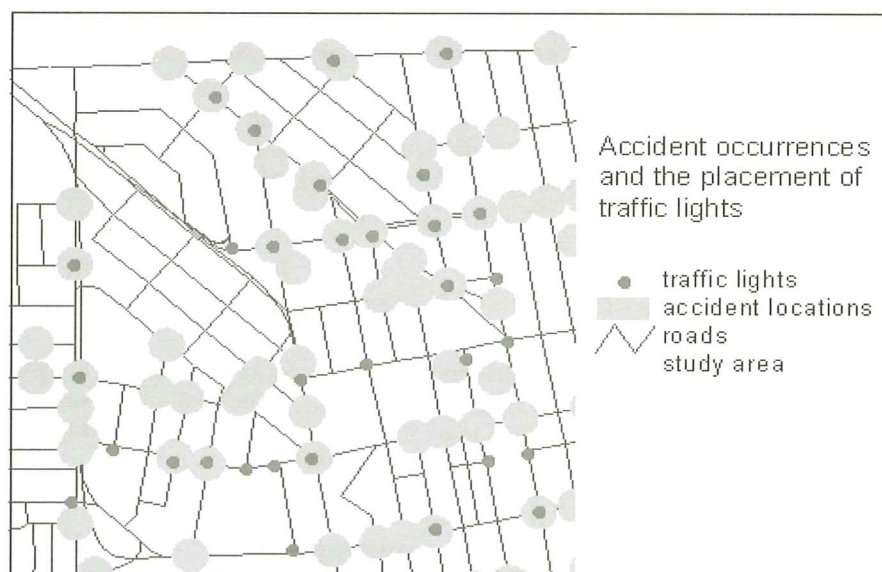 Accident occurrences
and the placement of
traffic lights
traffic lights
accident locations
roads
study area